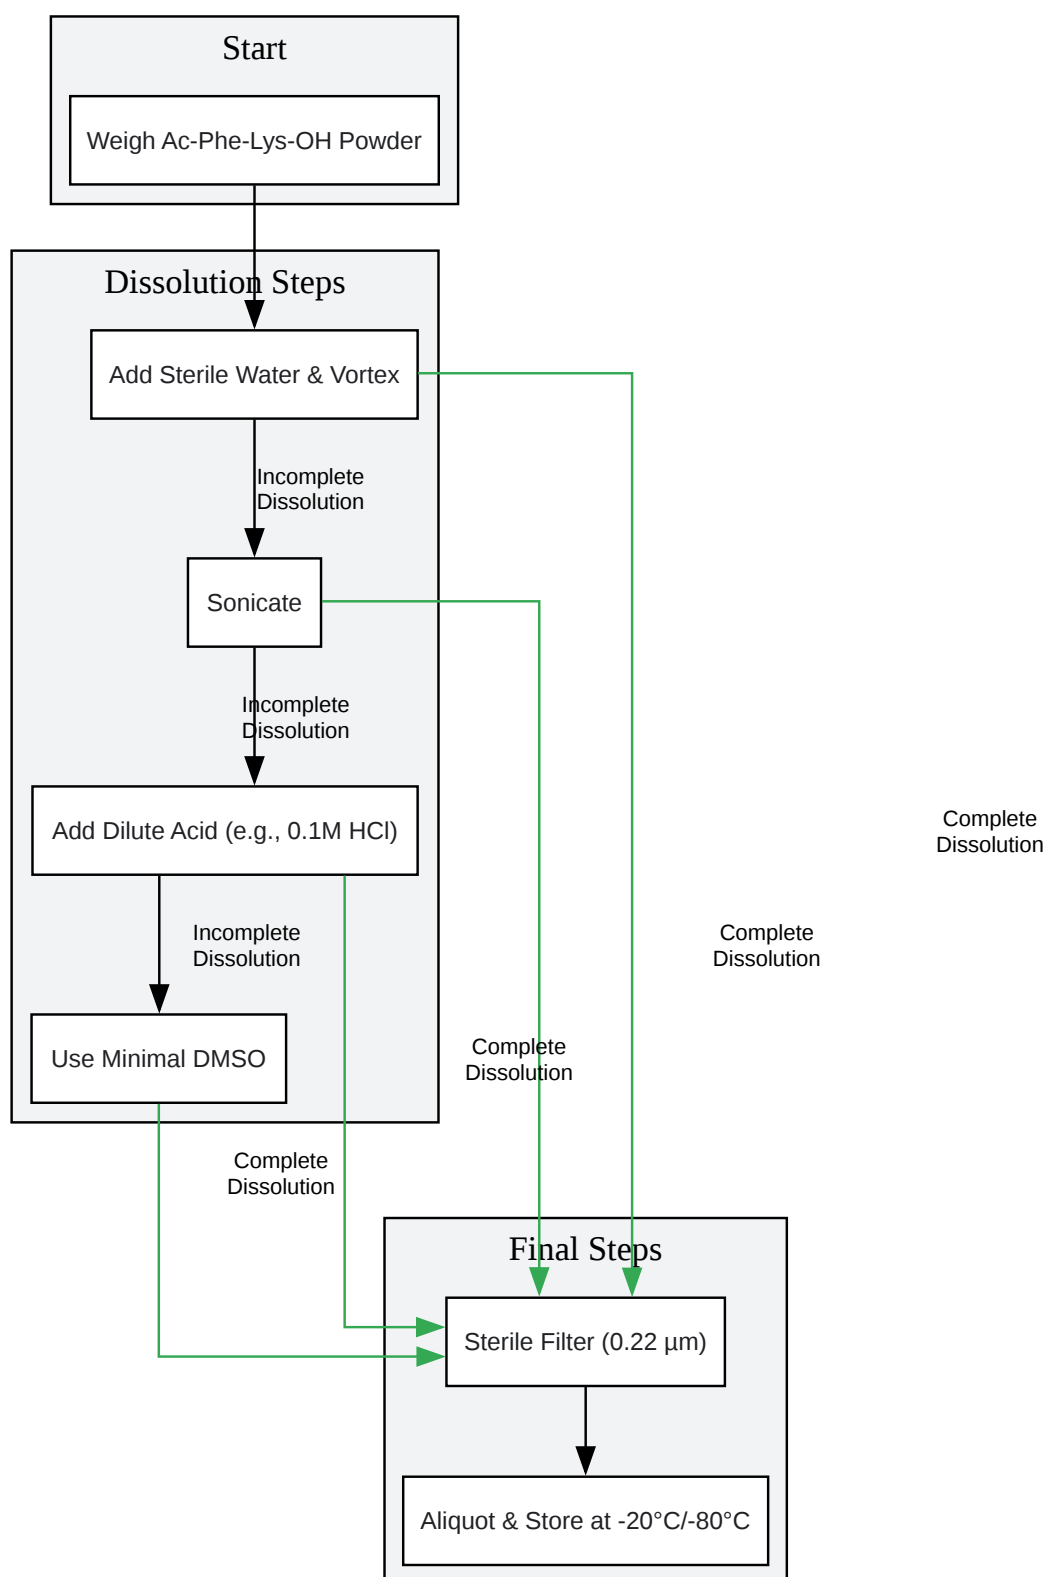 Start
Weigh Ac-Phe-Lys-OH Powder
Dissolution Steps
Add Sterile Water & Vortex
Incomplete
Dissolution
Sonicate
Incomplete
Dissolution
Add Dilute Acid (e.g., 0.1M HCl)
Complete
Dissolution
Incomplete
Dissolution
Complete
Dissolution
Use Minimal DMSO
Complete
Dissolution
Complete
Dissolution
Final Steps
Sterile Filter (0.22 µm)
Aliquot & Store at -20°C/-80°C